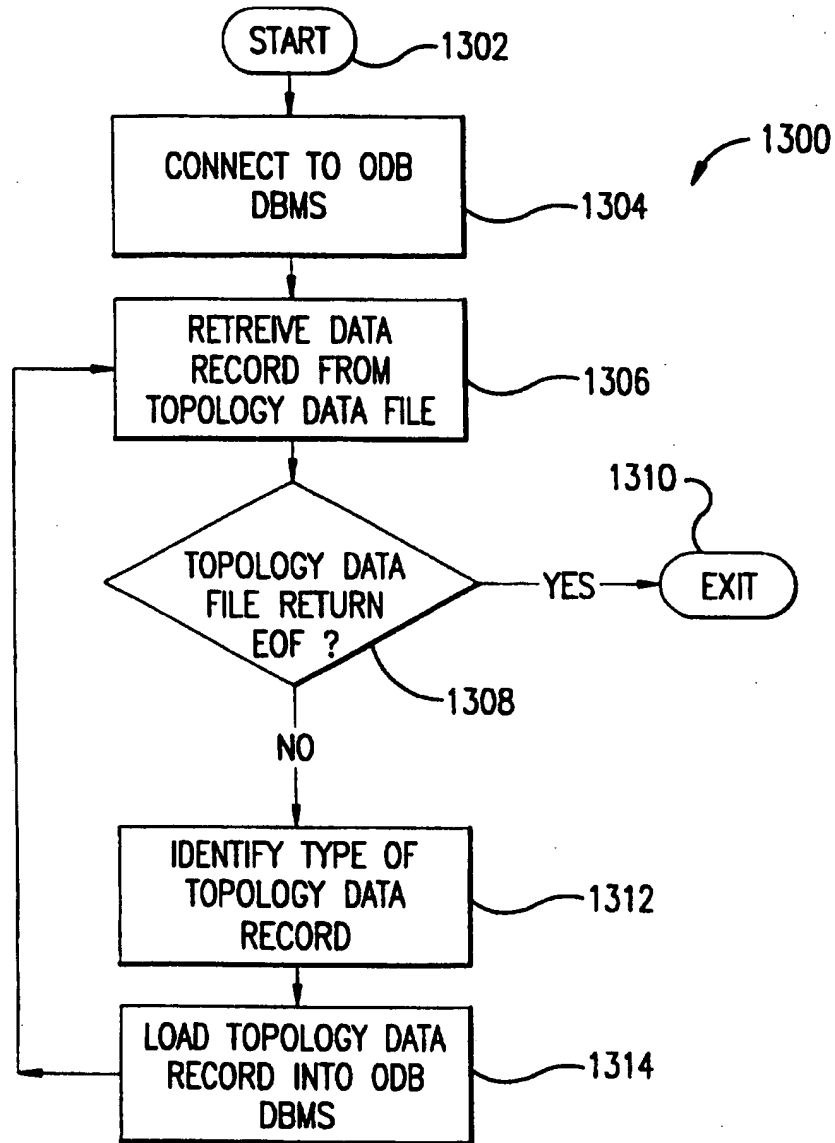 START
1302
1300
CONNECT TO ODB
DBMS
1304
RETREIVE DATA
RECORD FROM
TOPOLOGY DATA FILE
1306
1310
TOPOLOGY DATA
FILE RETURN
EOF ?
YES
EXIT
1308
NO
IDENTIFY TYPE OF
TOPOLOGY DATA
RECORD
1312
LOAD TOPOLOGY DATA
RECORD INTO ODB
DBMS
1314